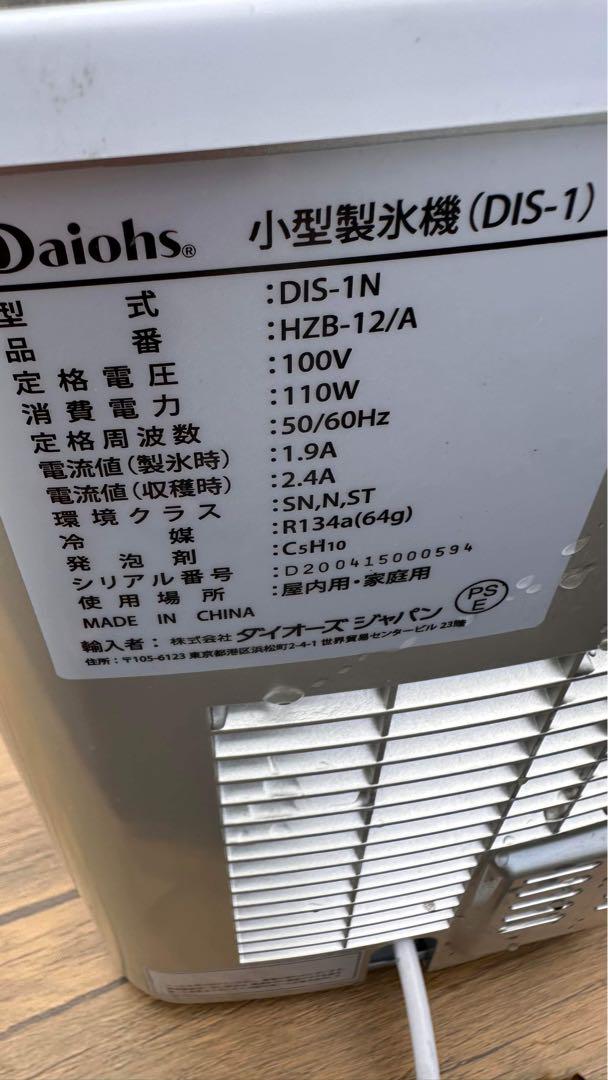 Daiohs® 小型製氷機(DIS-1)
型式:DIS-1N
品番:HZB-12/A
定格電圧:100V
消費電力:110W
定格周波数:50/60Hz
電流値(製氷時):1.9A
電流値(収穫時):2.4A
環境クラス:SN,N,ST
冷媒:R134a(64g)
発泡剤:C5H10
シリアル番号:D200415000594
使用場所:屋内用・家庭用
MADE IN CHINA
PS E
輸入者:株式会社 ダイオーズ ジャパン
住所:〒105-6123 東京都港区浜松町2-4-1 世界貿易センタービル 23階